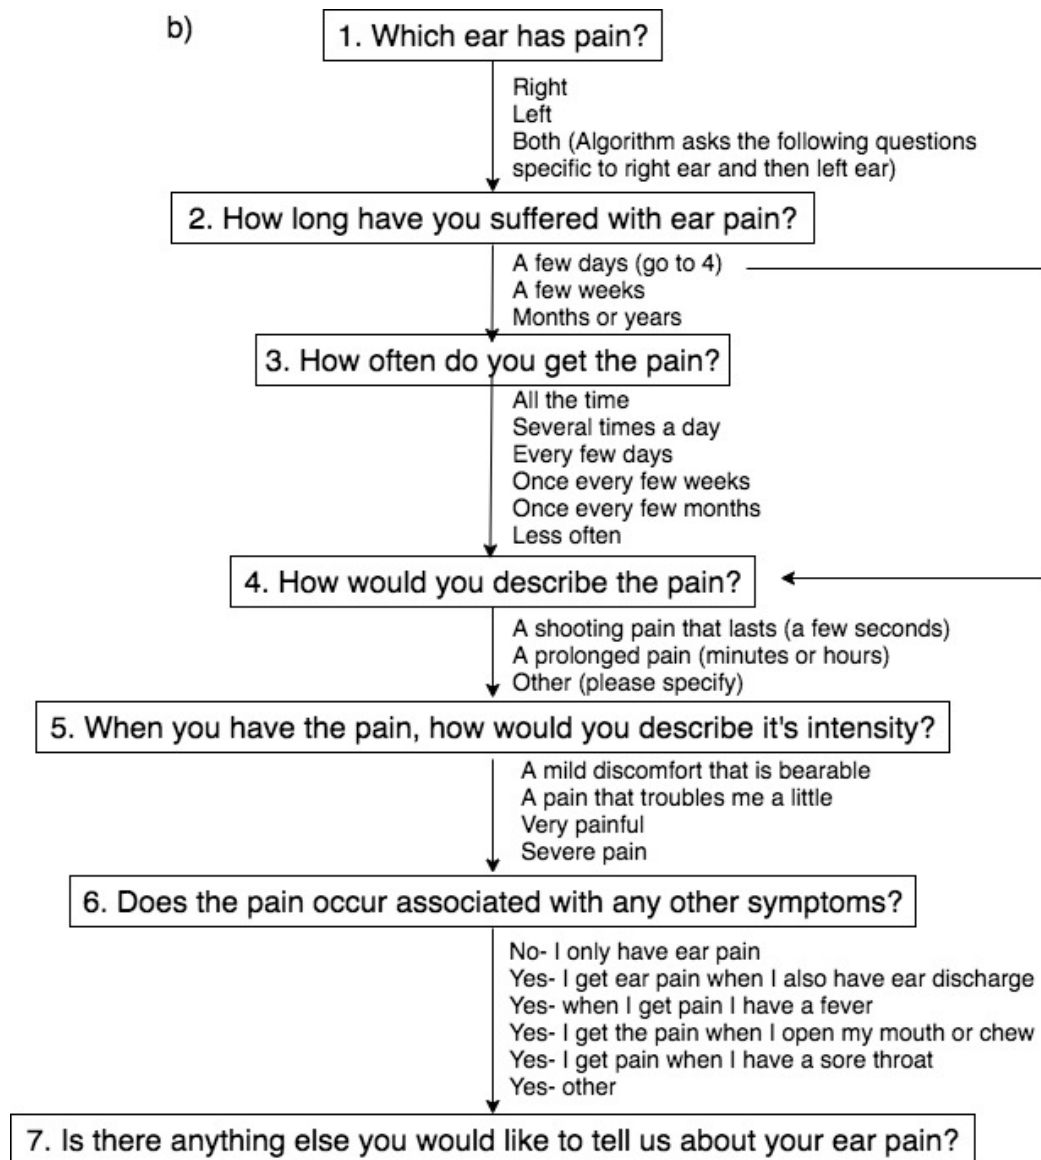 b)
1. Which ear has pain?
Right
Left
Both (Algorithm asks the following questions
specific to right ear and then left ear)
2. How long have you suffered with ear pain?
A few days (go to 4)
A few weeks
Months or years
3. How often do you get the pain?
All the time
Several times a day
Every few days
Once every few weeks
Once every few months
Less often
4. How would you describe the pain?
A shooting pain that lasts (a few seconds)
A prolonged pain (minutes or hours)
Other (please specify)
5. When you have the pain, how would you describe it's intensity?
A mild discomfort that is bearable
A pain that troubles me a little
Very painful
Severe pain
6. Does the pain occur associated with any other symptoms?
No- I only have ear pain
Yes- I get ear pain when I also have ear discharge
Yes- when I get pain I have a fever
Yes- I get the pain when I open my mouth or chew
Yes- I get pain when I have a sore throat
Yes- other
7. Is there anything else you would like to tell us about your ear pain?